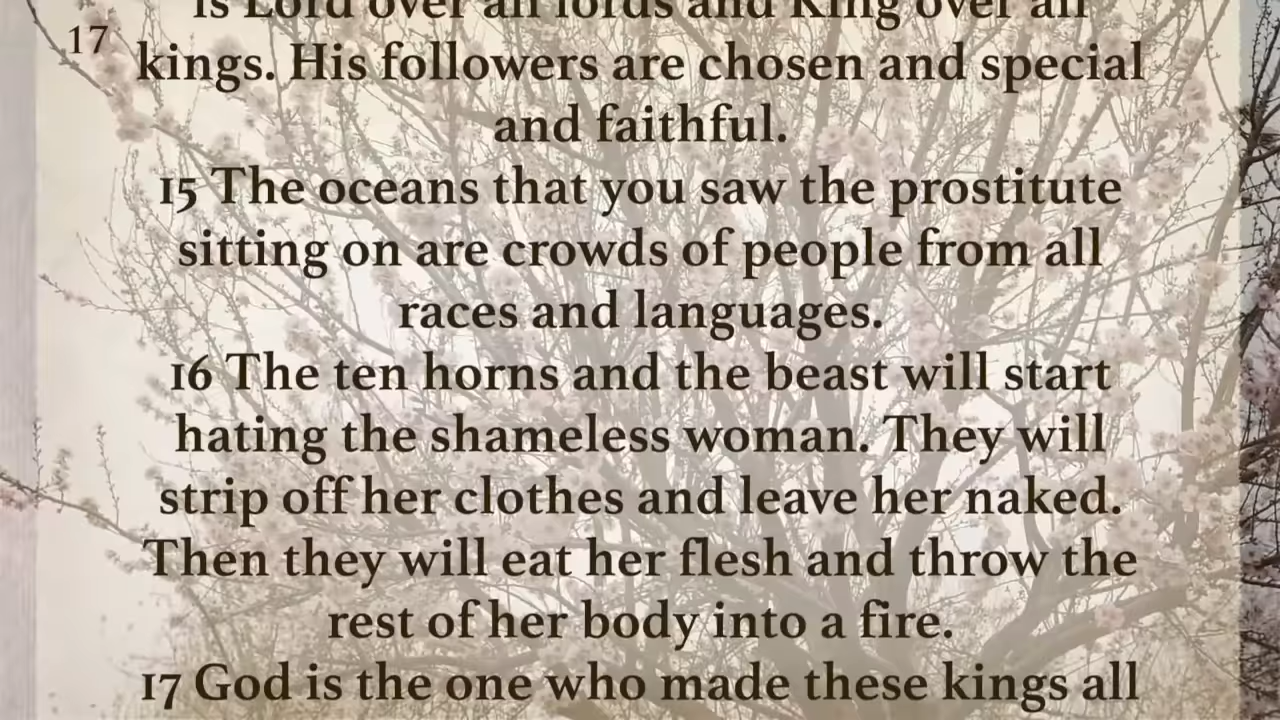 is Lord over all lords and King over all
17
kings. His followers are chosen and special
and faithful.
15 The oceans that you saw the prostitute
sitting on are crowds of people from all
races and languages.
16 The ten horns and the beast will start
hating the shameless woman. They will
strip off her clothes and leave her naked.
Then they will eat her flesh and throw the
rest of her body into a fire.
17 God is the one who made these kings all